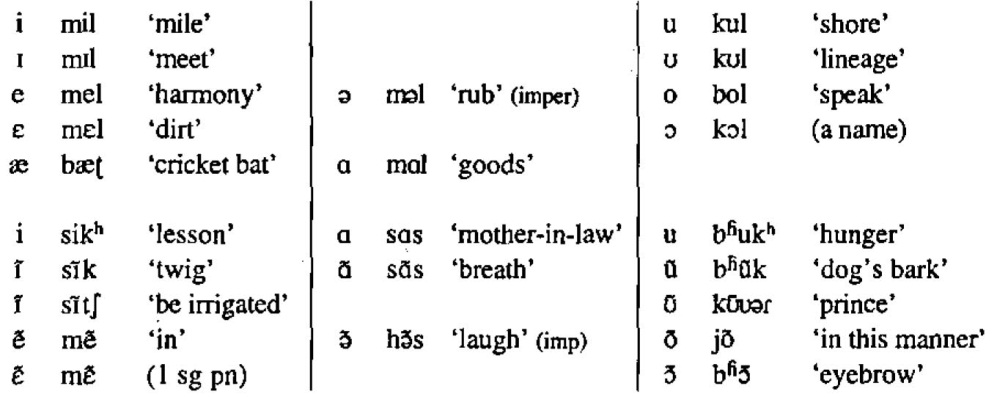 i mil ‘mile’ u kul ‘shore’
ɪ mɪl ‘meet’ ʊ kʊl ‘lineage’
e mel ‘harmony’ ə məl ‘rub’ (imper) o bol ‘speak’
ɛ mɛl ‘dirt’ ɔ kɔl (a name)
æ bæʈ ‘cricket bat’ ɑ mɑl ‘goods’
i sikʰ ‘lesson’ ɑ sɑs ‘mother-in-law’ u bʱukʰ ‘hunger’
ĩ sĩk ‘twig’ ɑ̃ sɑ̃s ‘breath’ ũ bʱũk ‘dog’s bark’
ɪ̃ sɪ̃tʃ ‘be irrigated’ ʊ̃ kʊ̃ʋəɾ ‘prince’
ẽ mẽ ‘in’ ə̃ hə̃s ‘laugh’ (imp) õ jõ ‘in this manner’
ɛ̃ mɛ̃ (1 sg pn) ɔ̃ bʱɔ̃ ‘eyebrow’